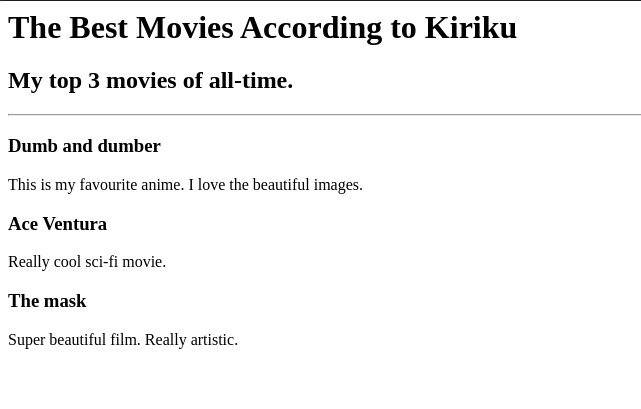 The Best Movies According to Kiriku
My top 3 movies of all-time.
Dumb and dumber
This is my favourite anime. I love the beautiful images.
Ace Ventura
Really cool sci-fi movie.
The mask
Super beautiful film. Really artistic.